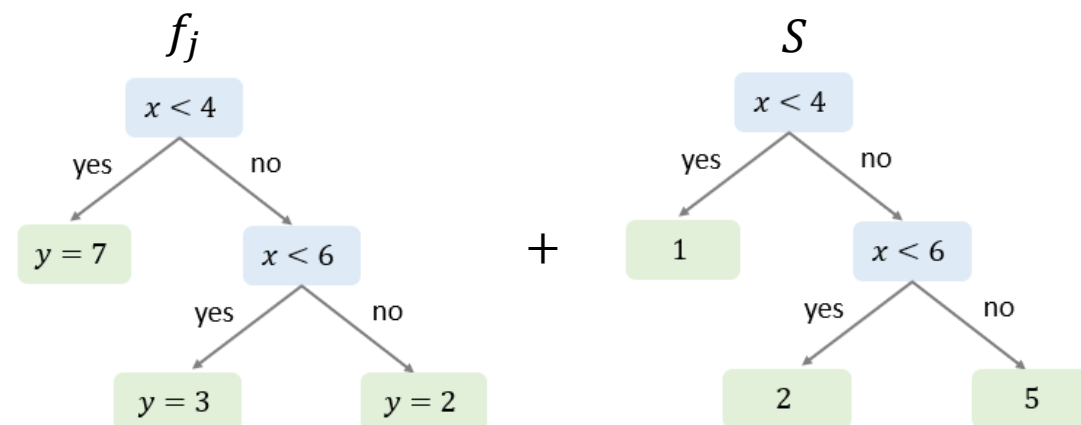 f_j
S
x < 4
x < 4
yes
no
yes
no
y = 7
x < 6
+
1
x < 6
yes
no
yes
no
y = 3
y = 2
2
5